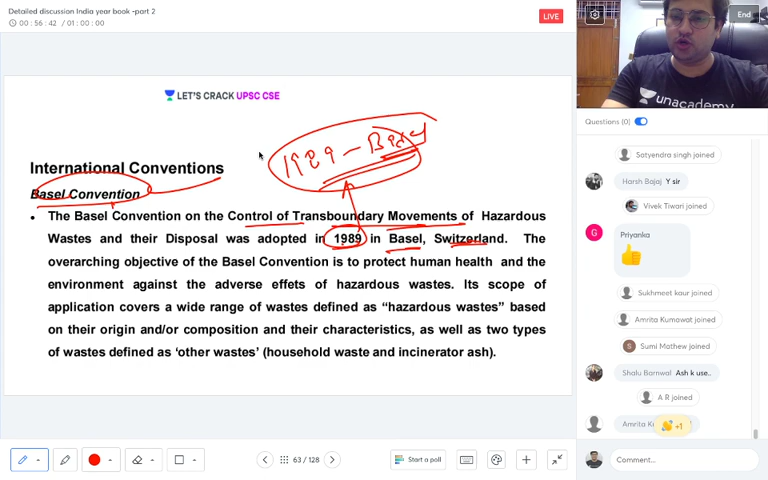 Detailed discussion India year book -part 2
00 : 56 : 42 / 01 : 00 : 00
LIVE
End
unacademy
LET'S CRACK UPSC CSE
1989 - Basel
International Conventions
Basel Convention
• The Basel Convention on the Control of Transboundary Movements of Hazardous
Wastes and their Disposal was adopted in 1989 in Basel, Switzerland. The
overarching objective of the Basel Convention is to protect human health and the
environment against the adverse effets of hazardous wastes. Its scope of
application covers a wide range of wastes defined as “hazardous wastes” based
on their origin and/or composition and their characteristics, as well as two types
of wastes defined as ‘other wastes’ (household waste and incinerator ash).
63 / 128
Start a poll
Questions (0)
Satyendra singh joined
Harsh Bajaj Y sir
Vivek Tiwari joined
G
Priyanka
Sukhmeet kaur joined
Amrita Kumawat joined
S Sumi Mathew joined
Shalu Barnwal Ash k use..
A R joined
Amrita K
+1
Comment...